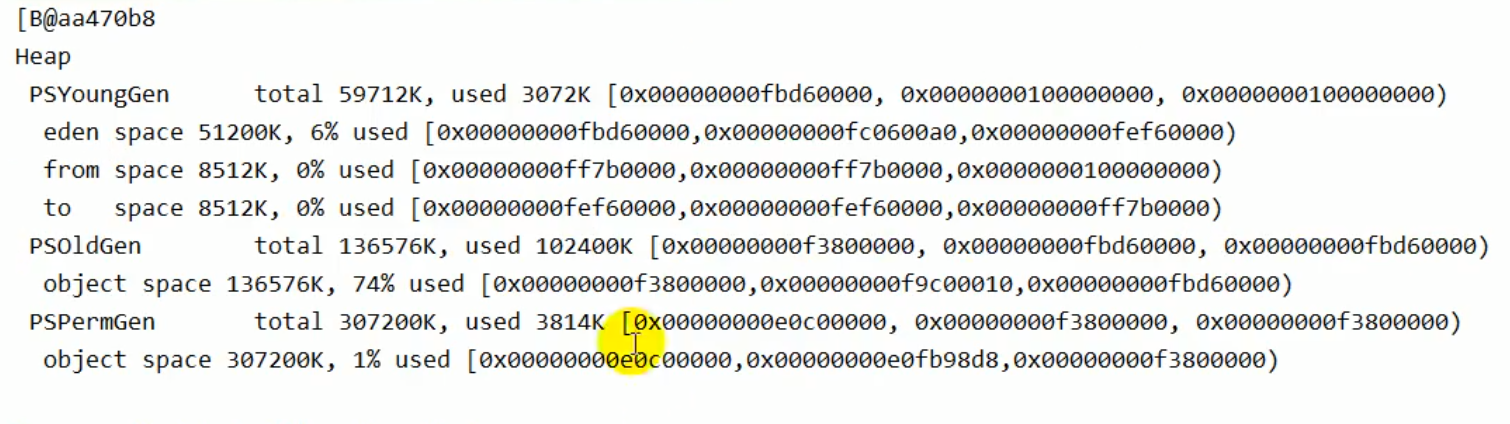 [B@aa470b8
Heap
PSYoungGen total 59712K, used 3072K [0x00000000fbd60000, 0x0000000100000000, 0x0000000100000000)
eden space 51200K, 6% used [0x00000000fbd60000,0x00000000fc0600a0,0x00000000fef60000)
from space 8512K, 0% used [0x00000000ff7b0000,0x00000000ff7b0000,0x0000000100000000)
to space 8512K, 0% used [0x00000000fef60000,0x00000000fef60000,0x00000000ff7b0000)
PSOldGen total 136576K, used 102400K [0x00000000f3800000, 0x00000000fbd60000, 0x00000000fbd60000)
object space 136576K, 74% used [0x00000000f3800000,0x00000000f9c00010,0x00000000fbd60000)
PSPermGen total 307200K, used 3814K [0x00000000e0c00000, 0x00000000f3800000, 0x00000000f3800000)
object space 307200K, 1% used [0x00000000e0c00000,0x00000000e0fb98d8,0x00000000f3800000)